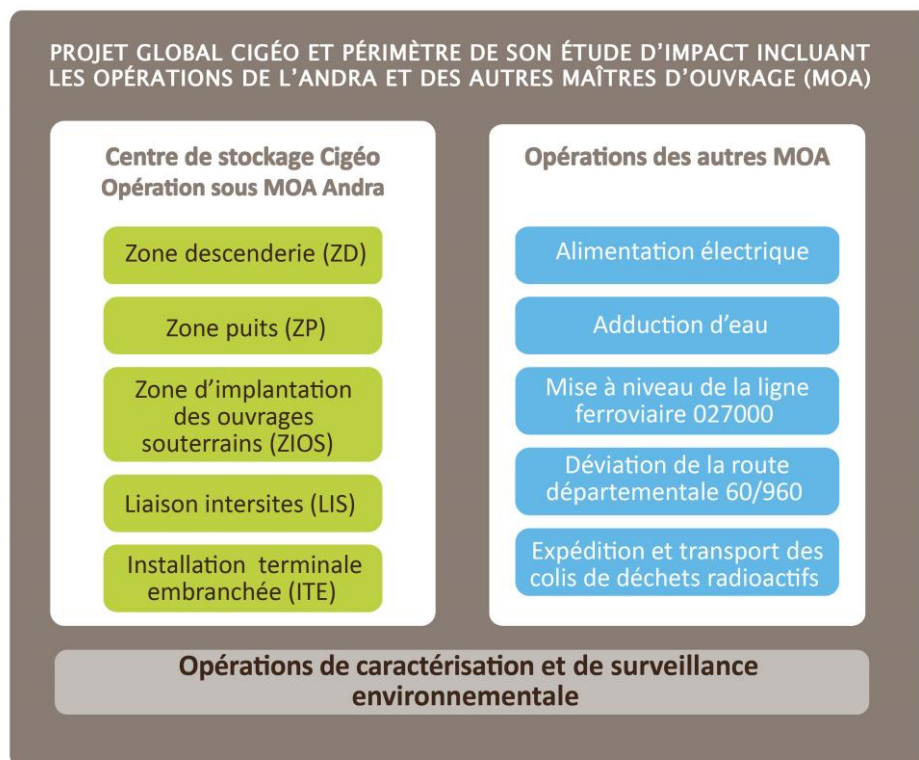 PROJET GLOBAL CIGÉO ET PÉRIMÈTRE DE SON ÉTUDE D’IMPACT INCLUANT
LES OPÉRATIONS DE L’ANDRA ET DES AUTRES MAÎTRES D’OUVRAGE (MOA)
Centre de stockage Cigéo
Opération sous MOA Andra
Zone descenderie (ZD)
Zone puits (ZP)
Zone d’implantation
des ouvrages
souterrains (ZIOS)
Liaison intersites (LIS)
Installation terminale
embranchée (ITE)
Opérations des autres MOA
Alimentation électrique
Adduction d’eau
Mise à niveau de la ligne
ferroviaire 027000
Déviation de la route
départementale 60/960
Expédition et transport des
colis de déchets radioactifs
Opérations de caractérisation et de surveillance
environnementale